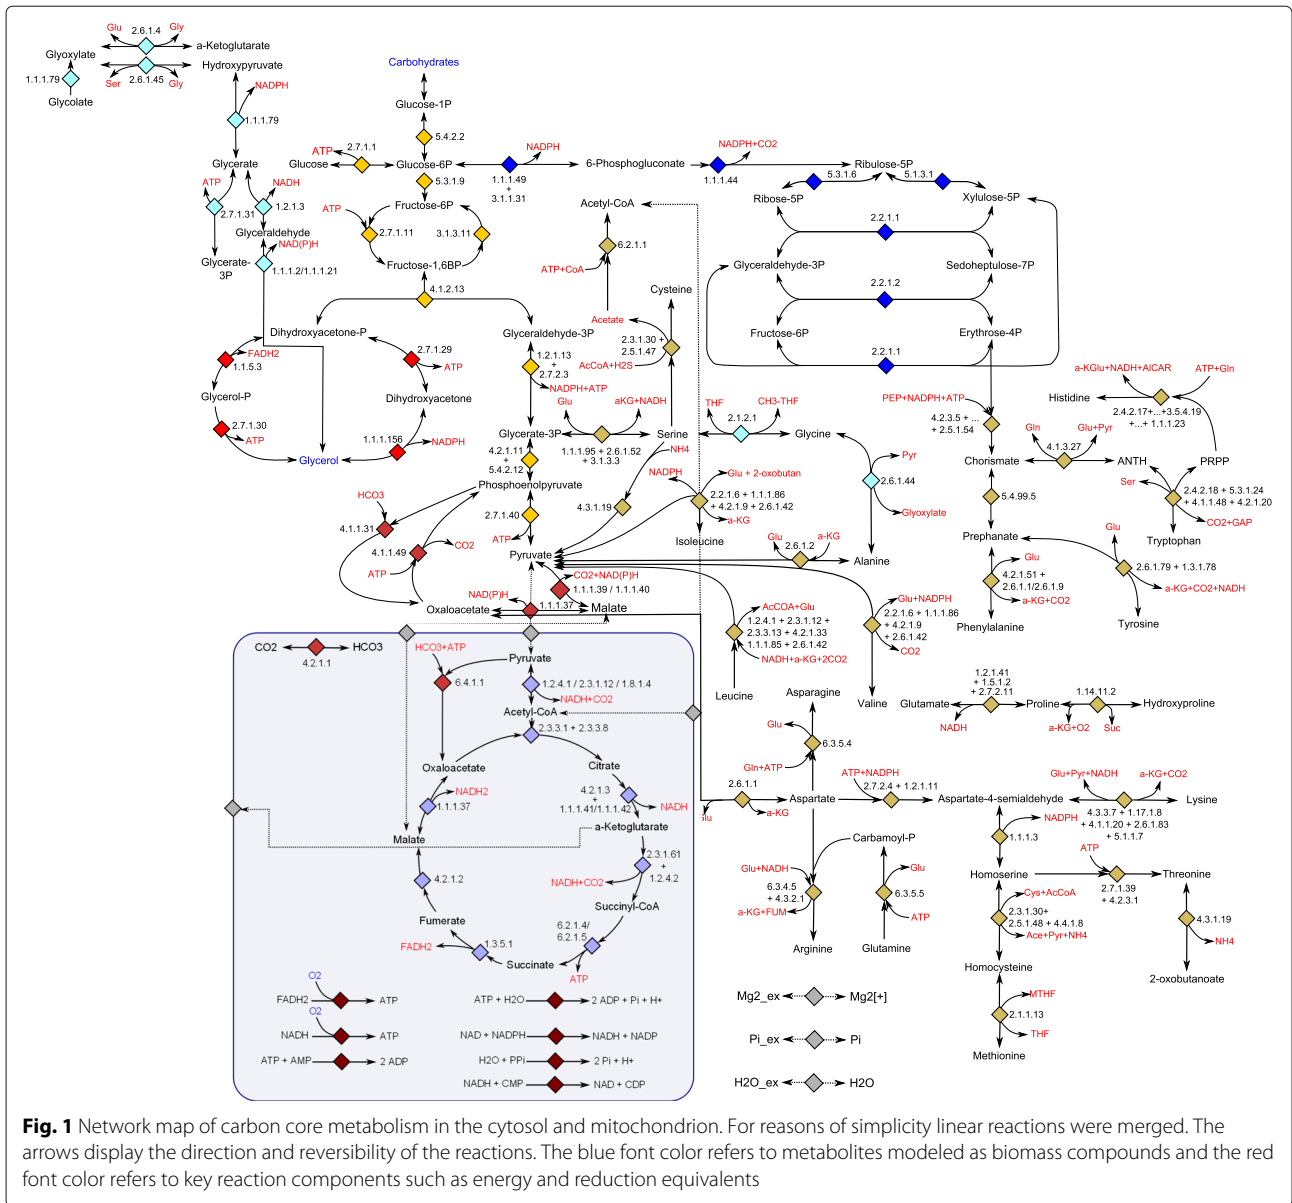 Glu
2.6.1.4
Gly
Glyoxylate
a-Ketoglutarate
Hydroxypyruvate
1.1.1.79
Ser
2.6.1.45
Gly
Glycolate
NADPH
1.1.1.79
Glycerate
ATP
NADH
2.7.1.31
1.2.1.3
Glyceraldehyde
NAD(P)H
Glycerate-
3P
1.1.1.2/1.1.1.21
Carbohydrates
Glucose-1P
5.4.2.2
ATP
2.7.1.1
Glucose
Glucose-6P
NADPH
1.1.1.49
+
3.1.1.31
6-Phosphogluconate
NADPH+CO2
1.1.1.44
Ribulose-5P
5.3.1.9
Fructose-6P
ATP
2.7.1.11
3.1.3.11
Fructose-1,6BP
4.1.2.13
5.3.1.6
5.1.3.1
Ribose-5P
Xylulose-5P
2.2.1.1
Glyceraldehyde-3P
Sedoheptulose-7P
2.2.1.2
Fructose-6P
Erythrose-4P
2.2.1.1
Acetyl-CoA
6.2.1.1
ATP+CoA
Cysteine
Acetate
2.3.1.30 +
2.5.1.47
AcCoA+H2S
Dihydroxyacetone-P
Glyceraldehyde-3P
FADH2
1.1.5.3
2.7.1.29
ATP
1.2.1.13
+
2.7.2.3
NADPH+ATP
Glycerol-P
Dihydroxyacetone
2.7.1.30
ATP
1.1.1.156
NADPH
Glycerol
Glu
aKG+NADH
Glycerate-3P
Serine
1.1.1.95 + 2.6.1.52
+ 3.1.3.3
THF
2.1.2.1
CH3-THF
Glycine
PEP+NADPH+ATP
4.2.3.5 + ...
+ 2.5.1.54
a-KGlu+NADH+AICAR
ATP+Gln
Histidine
2.4.2.17+...+3.5.4.19
+...+ 1.1.1.23
Gln
Glu+Pyr
4.1.3.27
Chorismate
ANTH
PRPP
4.2.1.11
+
5.4.2.12
NH4
Phosphoenolpyruvate
NADPH
Glu + 2-oxobutan
Pyr
2.6.1.44
Ser
2.4.2.18 + 5.3.1.24
+ 4.1.1.48 + 4.2.1.20
CO2+GAP
HCO3
4.3.1.19
2.2.1.6 + 1.1.1.86
+ 4.2.1.9 + 2.6.1.42
Glyoxylate
5.4.99.5
4.1.1.31
2.7.1.40
a-KG
Prephanate
Glu
Tryptophan
ATP
Isoleucine
Glu
2.6.1.2
a-KG
4.1.1.49
CO2
Pyruvate
Alanine
Glu
4.2.1.51 +
2.6.1.1/2.6.1.9
a-KG+CO2
2.6.1.79 + 1.3.1.78
a-KG+CO2+NADH
ATP
CO2+NAD(P)H
1.1.1.39 / 1.1.1.40
NAD(P)H
1.1.1.37
Oxaloacetate
Malate
AcCOA+Glu
1.2.4.1 + 2.3.1.12 +
2.3.3.13 + 4.2.1.33
1.1.1.85 + 2.6.1.42
NADH+a-KG+2CO2
Glu+NADPH
2.2.1.6 + 1.1.1.86
+ 4.2.1.9
+ 2.6.1.42
CO2
Phenylalanine
Tyrosine
CO2
HCO3
4.2.1.1
HCO3+ATP
Pyruvate
6.4.1.1
1.2.4.1 / 2.3.1.12 / 1.8.1.4
NADH+CO2
Leucine
Asparagine
Valine
1.2.1.41
+ 1.5.1.2
+ 2.7.2.11
Glutamate
NADH
Proline
1.14.11.2
Hydroxyproline
a-KG+O2
Suc
Acetyl-CoA
2.3.3.1 + 2.3.3.8
Glu
6.3.5.4
Gln+ATP
Oxaloacetate
Citrate
NADH2
1.1.1.37
4.2.1.3
+
1.1.1.41/1.1.1.42
NADH
2.6.1.1
a-KG
Aspartate
ATP+NADPH
2.7.2.4 + 1.2.1.11
Aspartate-4-semialdehyde
Glu+Pyr+NADH
a-KG+CO2
Lysine
4.3.3.7 + 1.17.1.8
+ 4.1.1.20 + 2.6.1.83
+ 5.1.1.7
a-Ketoglutarate
Malate
NADPH
1.1.1.3
Carbamoyl-P
2.3.1.61
+
1.2.4.2
NADH+CO2
4.2.1.2
Glu+NADH
Glu
6.3.4.5
+ 4.3.2.1
6.3.5.5
a-KG+FUM
ATP
Arginine
Glutamine
ATP
Homoserine
Threonine
2.7.1.39
+ 4.2.3.1
Cys+AcCoA
2.3.1.30+
2.5.1.48 + 4.4.1.8
Ace+Pyr+NH4
4.3.1.19
NH4
Succinyl-CoA
Fumerate
6.2.1.4/
6.2.1.5
FADH2
1.3.5.1
Succinate
ATP
Homocysteine
2-oxobutanoate
O2
FADH2
ATP
ATP + H2O
2 ADP + Pi + H+
Mg2_ex
Mg2[+]
MTHF
2.1.1.13
THF
O2
NADH
ATP
NAD + NADPH
NADH + NADP
Pi_ex
Pi
Methionine
ATP + AMP
2 ADP
H2O + PPi
2 Pi + H+
NADH + CMP
NAD + CDP
H2O_ex
H2O
Fig. 1 Network map of carbon core metabolism in the cytosol and mitochondrion. For reasons of simplicity linear reactions were merged. The
arrows display the direction and reversibility of the reactions. The blue font color refers to metabolites modeled as biomass compounds and the red
font color refers to key reaction components such as energy and reduction equivalents